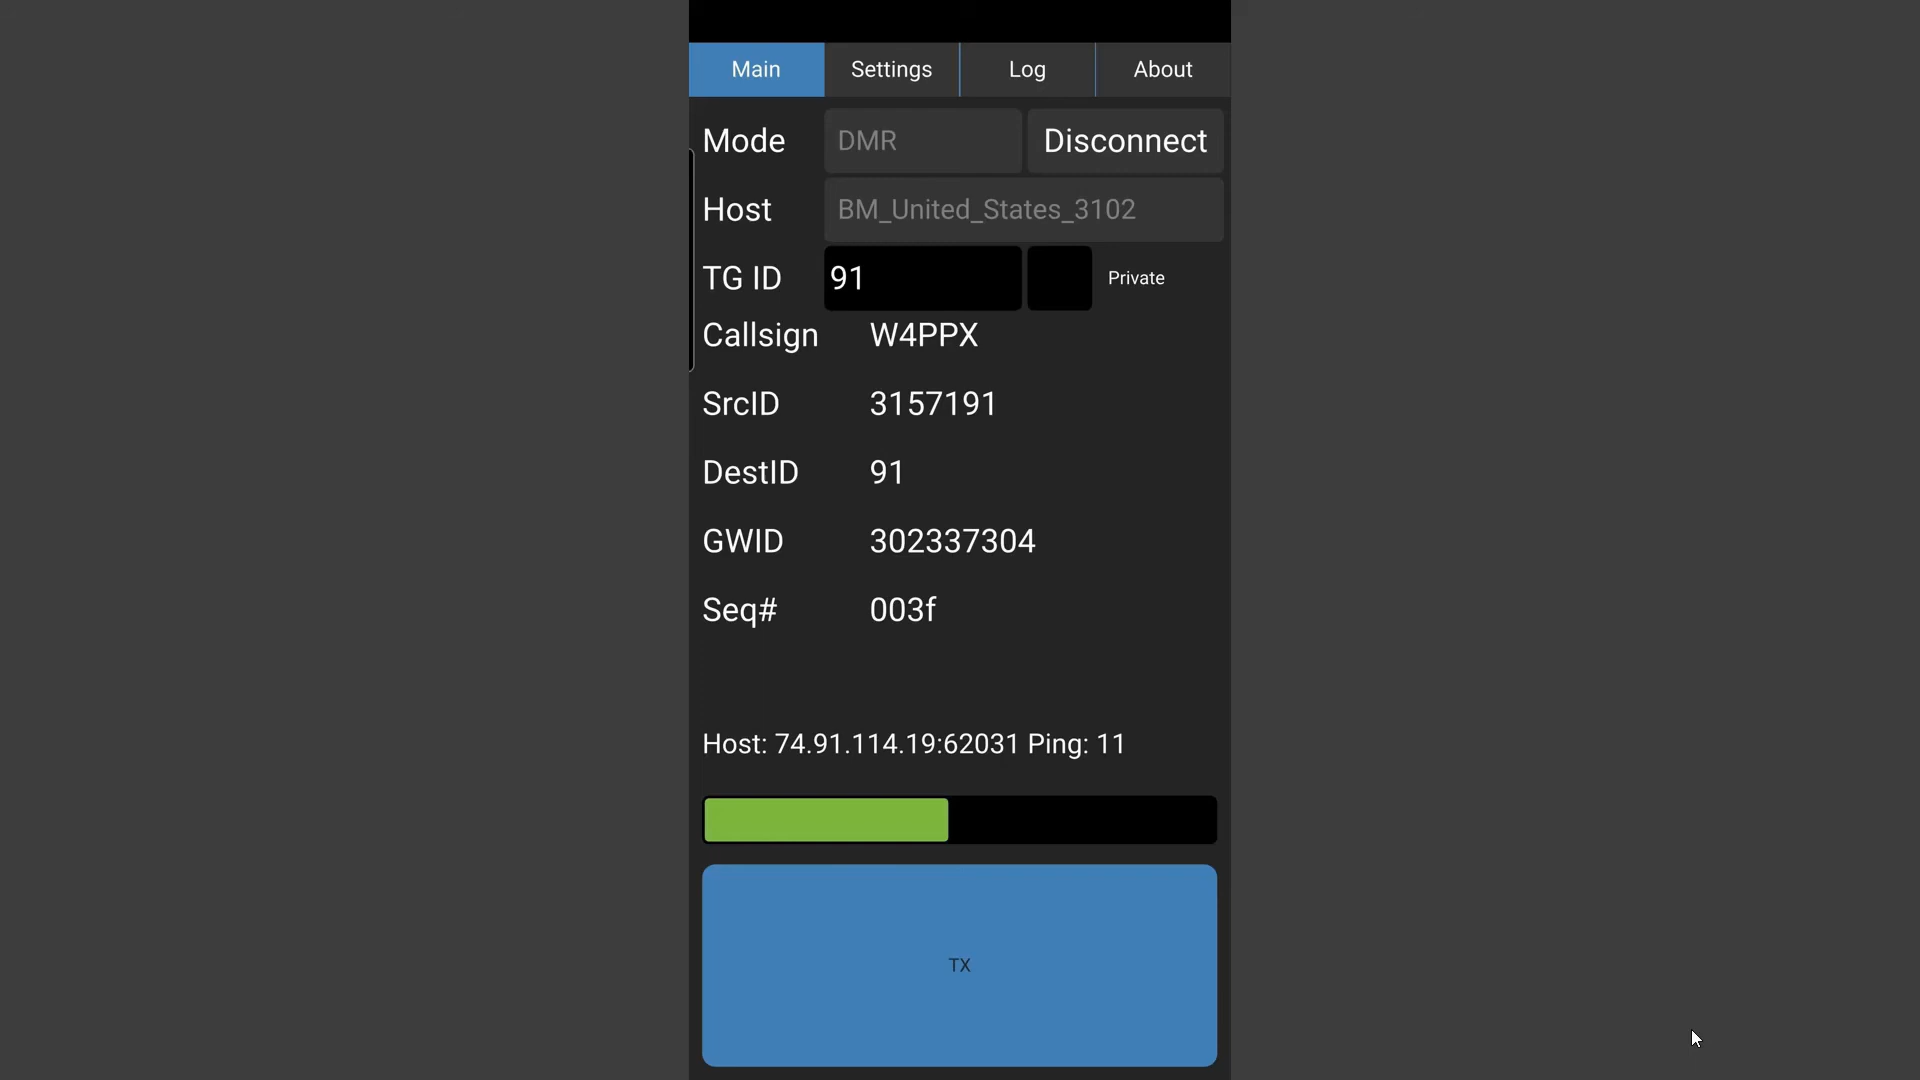 Main Settings Log About
Mode DMR Disconnect
Host BM_United_States_3102
TG ID 91 Private
Callsign W4PPX
SrcID 3157191
DestID 91
GWID 302337304
Seq# 003f
Host: 74.91.114.19:62031 Ping: 11
TX